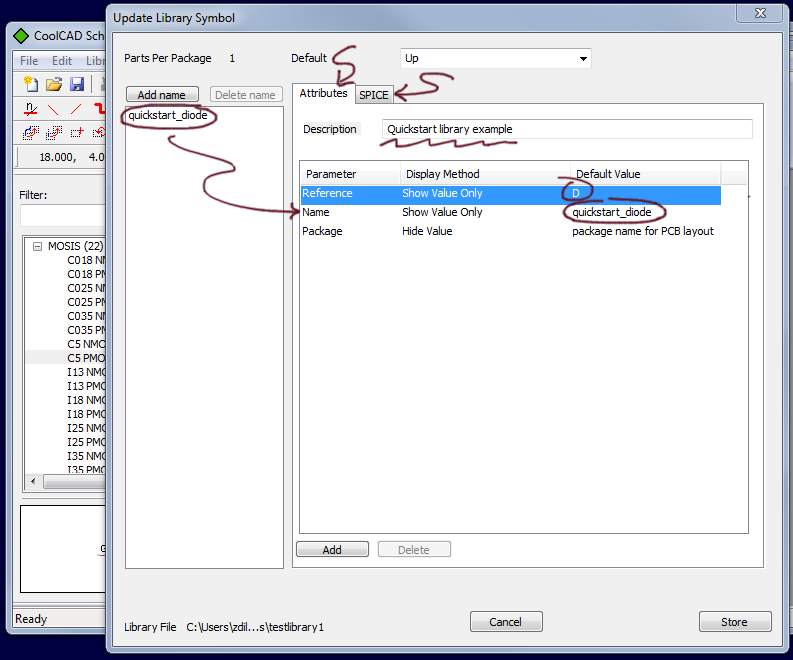 Update Library Symbol
CoolCAD Sch
File Edit Libr
18.000, 4.0
Filter:
MOSIS (22)
C018 NM
C018 PM
C025 NM
C025 PM
C035 NM
C035 PM
C5 NMO
C5 PMO
I13 NMC
I13 PMO
I18 NMC
I18 PMO
I25 NMC
I25 PMO
I35 NMC
I35 PMO
G
Ready
Parts Per Package 1 Default Up
Add name Delete name
quickstart_diode
Attributes SPICE
Description Quickstart library example
Parameter Display Method Default Value
Reference Show Value Only D
Name Show Value Only quickstart_diode
Package Hide Value package name for PCB layout
Add Delete
Library File C:\Users\zdil...s\testlibrary1
Cancel Store